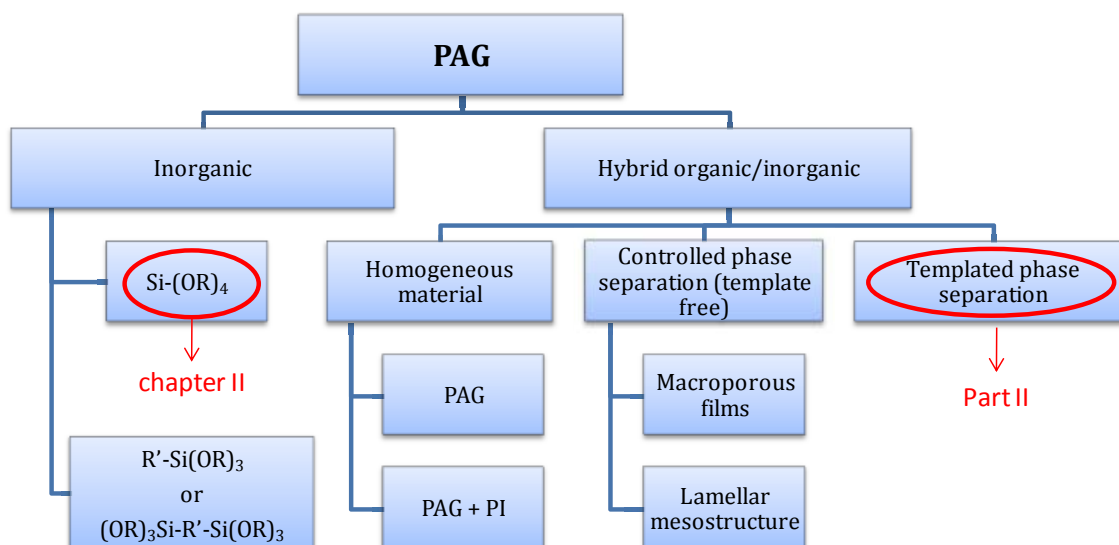 PAG
Inorganic
Hybrid organic/inorganic
Si-(OR)₄
Homogeneous
material
Controlled phase
separation (template
free)
Templated phase
separation
chapter II
PAG
Macroporous
films
Part II
R’-Si(OR)₃
or
(OR)₃Si-R’-Si(OR)₃
PAG + PI
Lamellar
mesostructure